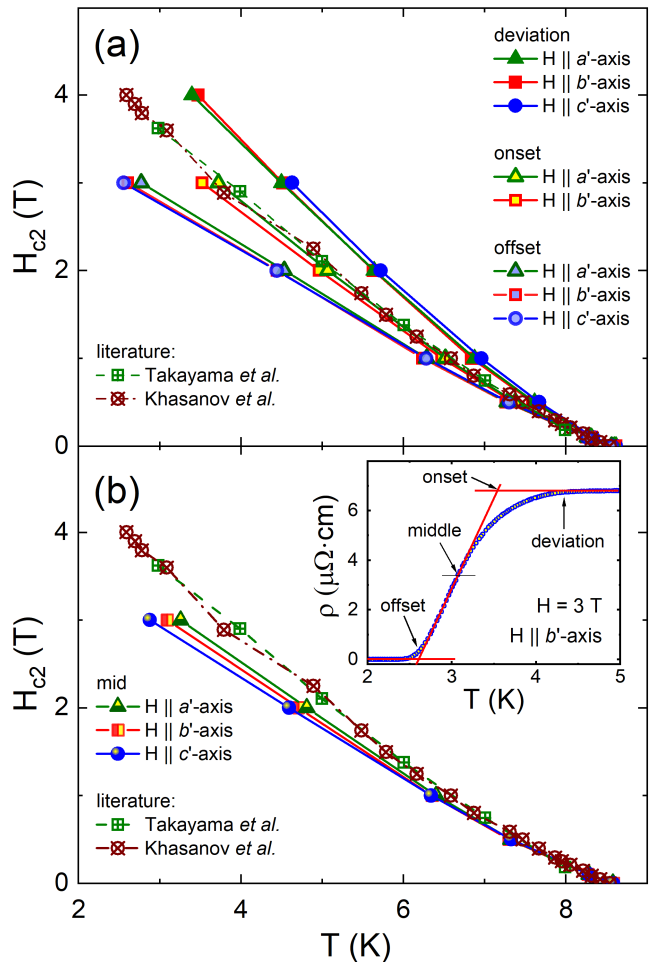 (a)
deviation
H || a'-axis
H || b'-axis
H || c'-axis
onset
H || a'-axis
H || b'-axis
offset
H || a'-axis
H || b'-axis
H || c'-axis
literature:
Takayama et al.
Khasanov et al.
4
2
0
Hc2 (T)
(b)
onset
middle
deviation
offset
H = 3 T
H || b'-axis
6
4
2
0
ρ (μΩ·cm)
2
3
4
5
T (K)
mid
H || a'-axis
H || b'-axis
H || c'-axis
literature:
Takayama et al.
Khasanov et al.
4
2
0
Hc2 (T)
2
4
6
8
T (K)